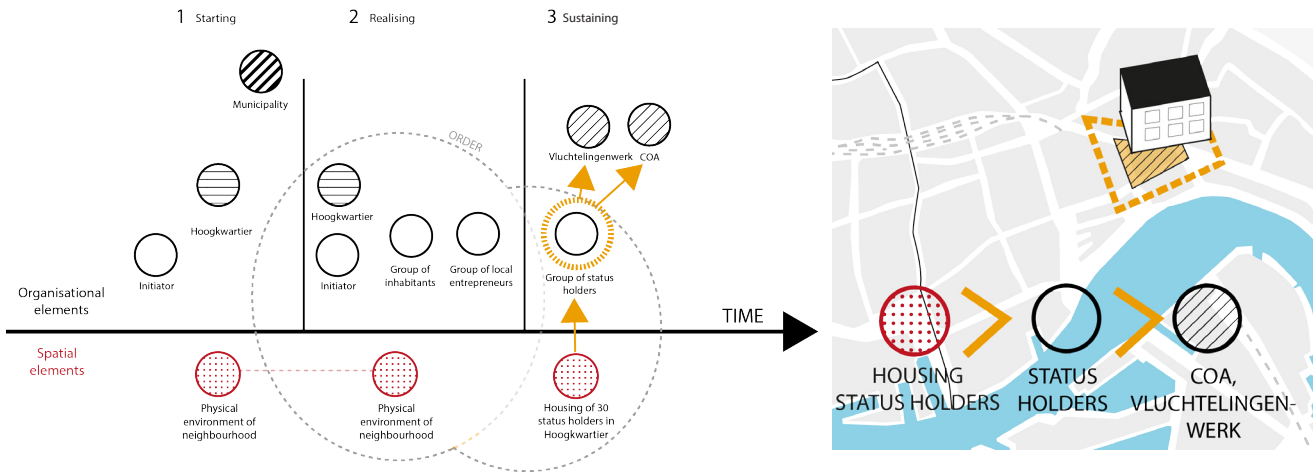 1 Starting
2 Realising
3 Sustaining
Municipality
ORDER
Vluchtelingenwerk
COA
Hoogkwartier
Hoogkwartier
Initiator
Initiator
Group of
inhabitants
Group of local
entrepreneurs
Group of status
holders
Organisational
elements
TIME
Spatial
elements
Physical
environment of
neighbourhood
Physical
environment of
neighbourhood
Housing of 30
status holders in
Hoogkwartier
HOUSING
STATUS HOLDERS
STATUS
HOLDERS
COA,
VLUCHTELINGEN-
WERK